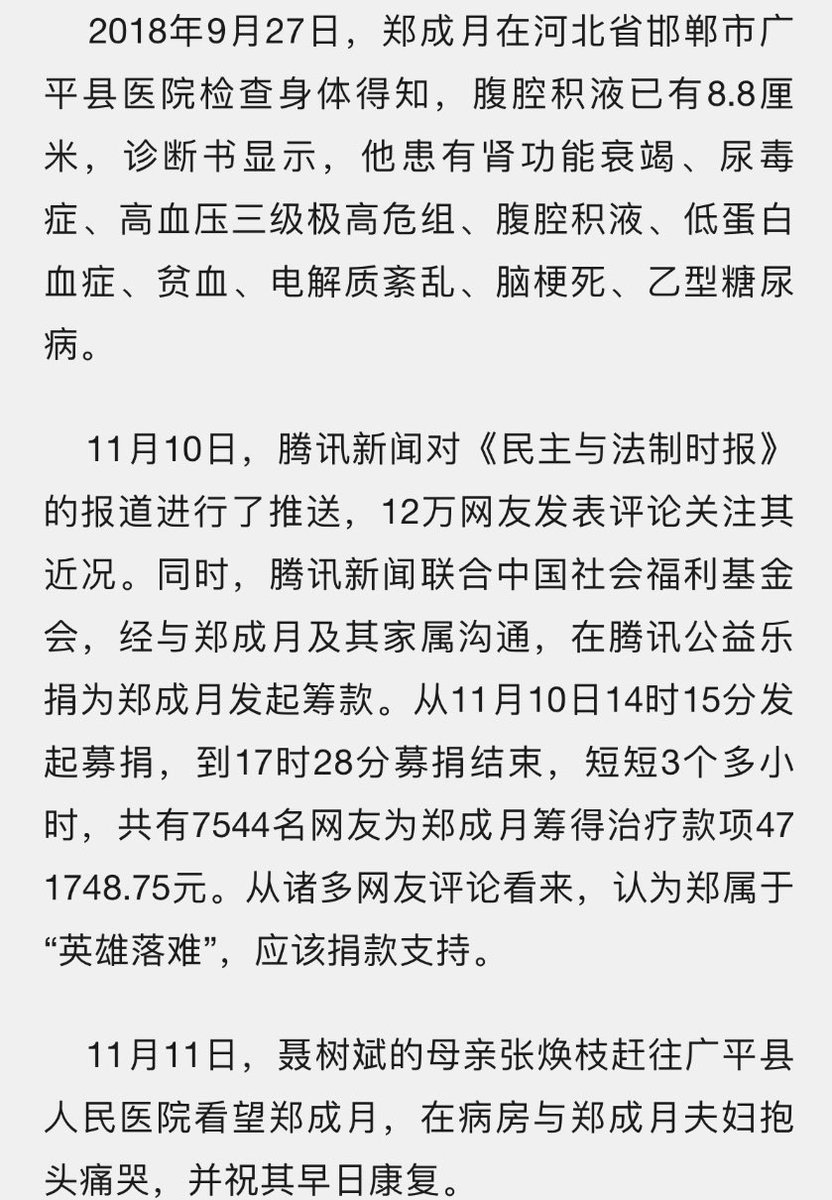 2018年9月27日，郑成月在河北省邯郸市广
平县医院检查身体得知，腹腔积液已有8.8厘
米，诊断书显示，他患有肾功能衰竭、尿毒
症、高血压三级极高危组、腹腔积液、低蛋白
血症、贫血、电解质紊乱、脑梗死、乙型糖尿
病。
11月10日，腾讯新闻对《民主与法制时报》
的报道进行了推送，12万网友发表评论关注其
近况。同时，腾讯新闻联合中国社会福利基金
会，经与郑成月及其家属沟通，在腾讯公益乐
捐为郑成月发起筹款。从11月10日14时15分发
起募捐，到17时28分募捐结束，短短3个多小
时，共有7544名网友为郑成月筹得治疗款项47
1748.75元。从诸多网友评论看来，认为郑属于
“英雄落难”，应该捐款支持。
11月11日，聂树斌的母亲张焕枝赶往广平县
人民医院看望郑成月，在病房与郑成月夫妇抱
头痛哭，并祝其早日康复。